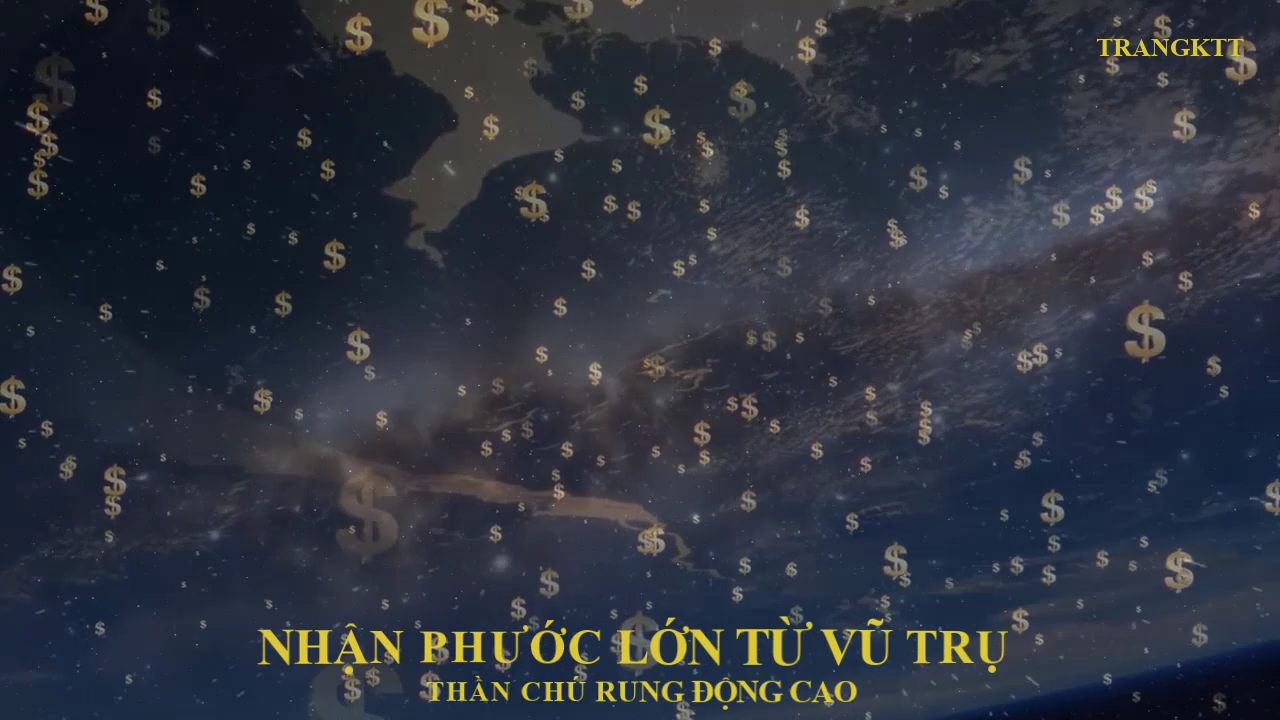 TRANGKTT
NHẬN PHƯỚC LỚN TỪ VŨ TRỤ
THẦN CHÚ RUNG ĐỘNG CAO